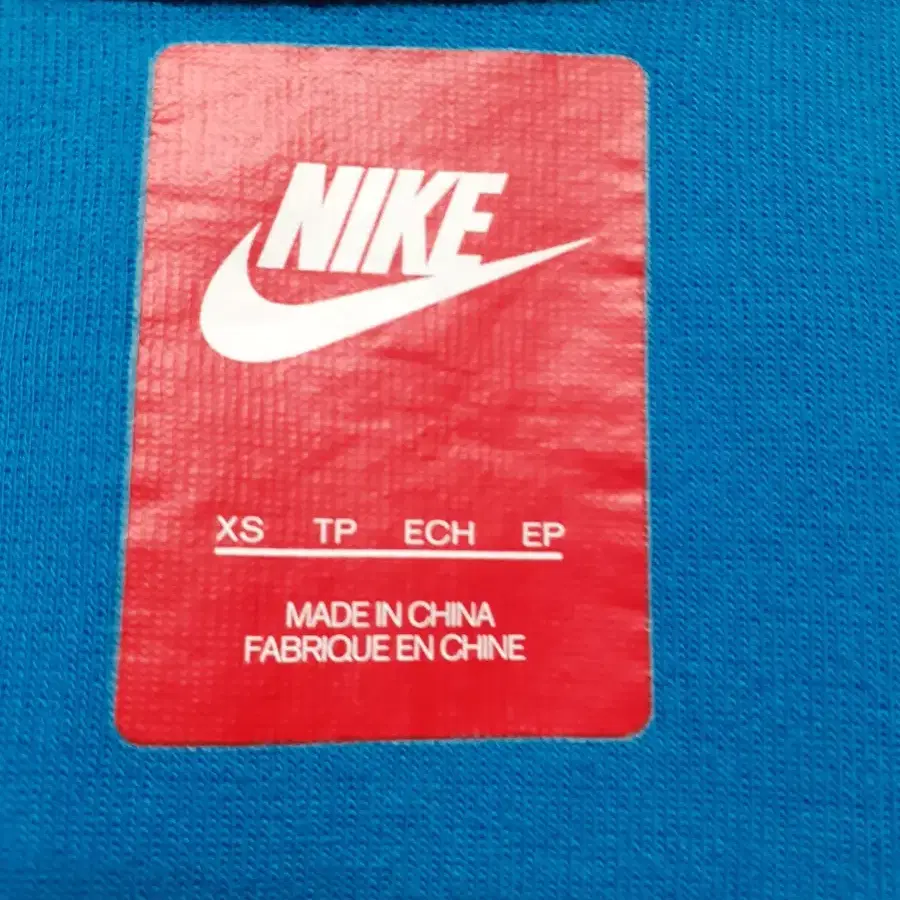 NIKE
XS TP ECH EP
MADE IN CHINA
FABRIQUE EN CHINE